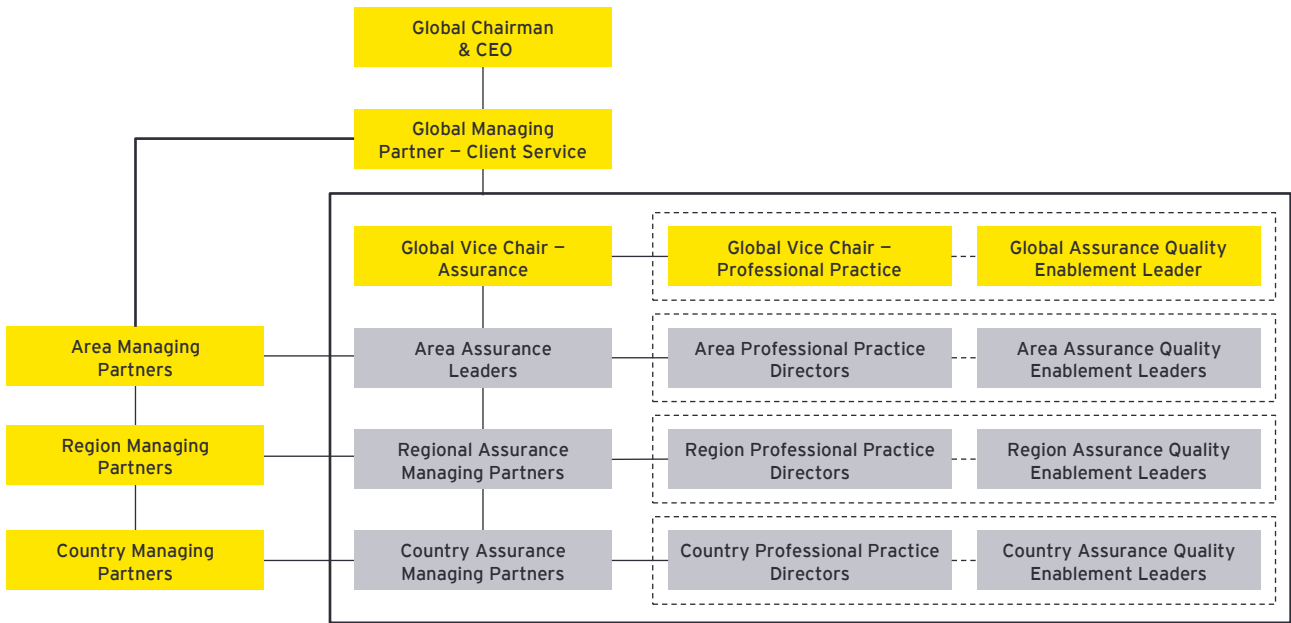 Global Chairman
& CEO
Global Managing
Partner – Client Service
Global Vice Chair –
Assurance
Global Vice Chair –
Professional Practice
Global Assurance Quality
Enablement Leader
Area Managing
Partners
Area Assurance
Leaders
Area Professional Practice
Directors
Area Assurance Quality
Enablement Leaders
Region Managing
Partners
Regional Assurance
Managing Partners
Region Professional Practice
Directors
Region Assurance Quality
Enablement Leaders
Country Managing
Partners
Country Assurance
Managing Partners
Country Professional Practice
Directors
Country Assurance Quality
Enablement Leaders